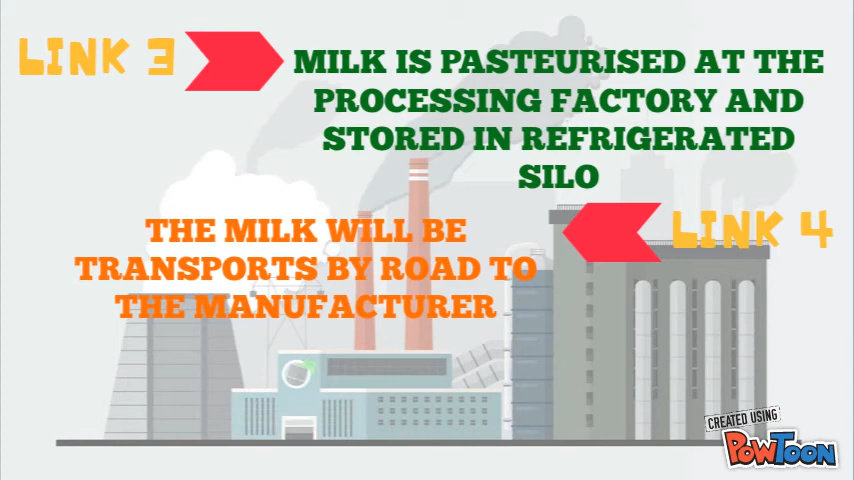 LINK 3
MILK IS PASTEURISED AT THE
PROCESSING FACTORY AND
STORED IN REFRIGERATED
SILO
LINK 4
THE MILK WILL BE
TRANSPORTS BY ROAD TO
THE MANUFACTURER
CREATED USING
POWTOON